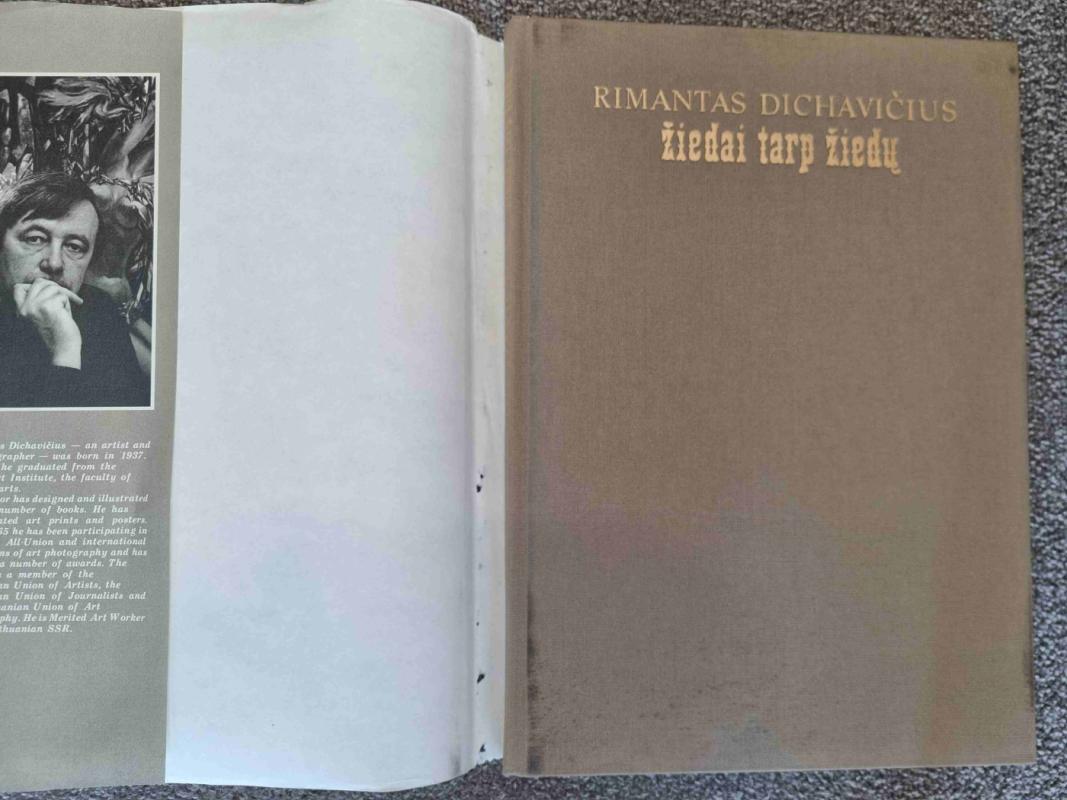 s Dichavičius — an artist and
grapher — was born in 1937.
he graduated from the
t Institute, the faculty of
arts.
or has designed and illustrated
number of books. He has
ated art prints and posters.
65 he has been participating in
All-Union and international
ns of art photography and has
a number of awards. The
a member of the
an Union of Artists, the
an Union of Journalists and
uanian Union of Art
phy. He is Merited Art Worker
thuanian SSR.
RIMANTAS DICHAVIČIUS
žiedai tarp žiedų